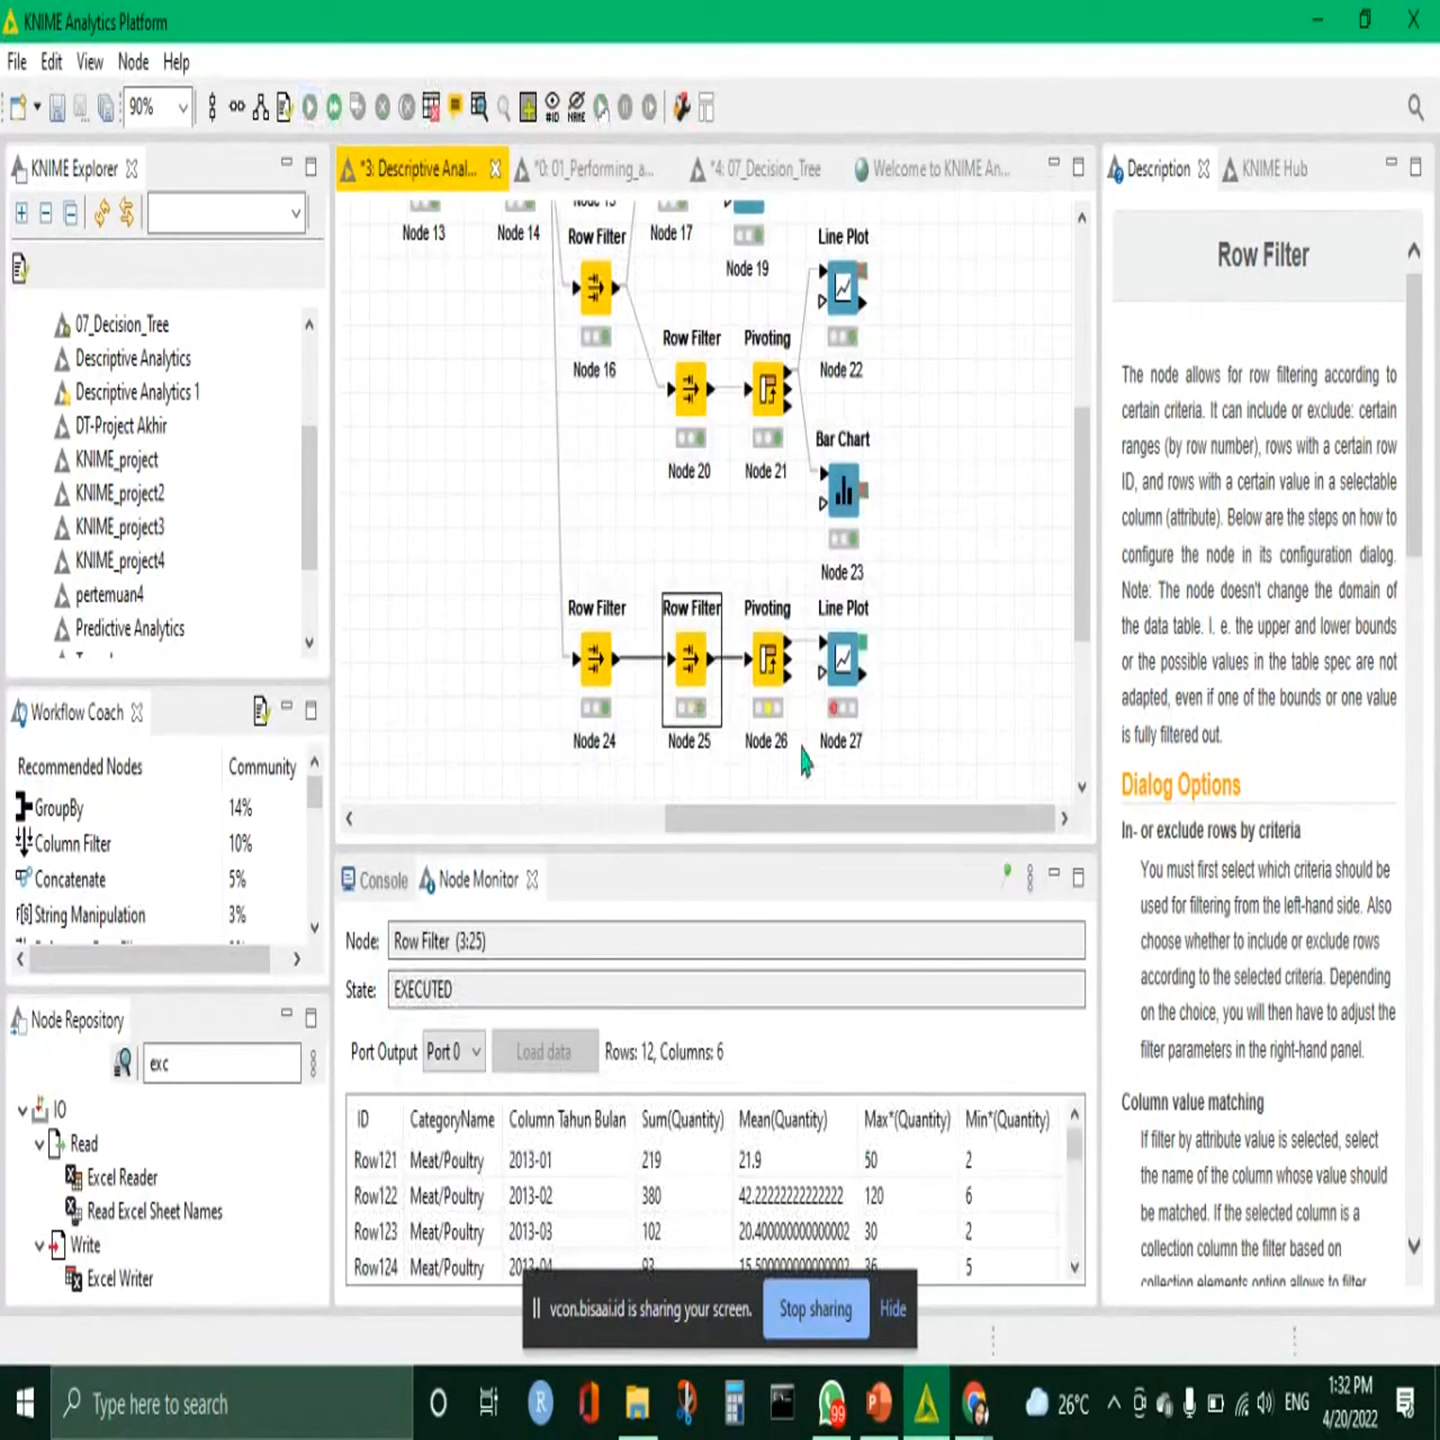 KNIME Analytics Platform
File Edit View Node Help
90%
#ID
NAME
KNIME Explorer
*3: Descriptive Anal...
*0: 01_Performing_a...
*4: 07_Decision_Tree
Welcome to KNIME An...
Description
KNIME Hub
07_Decision_Tree
Descriptive Analytics
Descriptive Analytics 1
DT-Project Akhir
KNIME_project
KNIME_project2
KNIME_project3
KNIME_project4
pertemuan4
Predictive Analytics
Workflow Coach
Recommended Nodes Community
GroupBy 14%
Column Filter 10%
Concatenate 5%
String Manipulation 3%
Node Repository
exc
IO
Read
Excel Reader
Read Excel Sheet Names
Write
Excel Writer
Node 15
Node 13
Node 14
Row Filter
Node 17
Line Plot
Node 19
Row Filter
Pivoting
Node 16
Node 22
Bar Chart
Node 20
Node 21
Node 23
Row Filter
Row Filter
Pivoting
Line Plot
Node 24
Node 25
Node 26
Node 27
Console
Node Monitor
Node: Row Filter (3:25)
State: EXECUTED
Port Output Port 0 Load data Rows: 12, Columns: 6
ID CategoryName Column Tahun Bulan Sum(Quantity) Mean(Quantity) Max*(Quantity) Min*(Quantity)
Row121 Meat/Poultry 2013-01 219 21.9 50 2
Row122 Meat/Poultry 2013-02 380 42.22222222222222 120 6
Row123 Meat/Poultry 2013-03 102 20.400000000000002 30 2
Row124 Meat/Poultry 2013-04 93 5
Row Filter
The node allows for row filtering according to
certain criteria. It can include or exclude: certain
ranges (by row number), rows with a certain row
ID, and rows with a certain value in a selectable
column (attribute). Below are the steps on how to
configure the node in its configuration dialog.
Note: The node doesn't change the domain of
the data table. I. e. the upper and lower bounds
or the possible values in the table spec are not
adapted, even if one of the bounds or one value
is fully filtered out.
Dialog Options
In- or exclude rows by criteria
You must first select which criteria should be
used for filtering from the left-hand side. Also
choose whether to include or exclude rows
according to the selected criteria. Depending
on the choice, you will then have to adjust the
filter parameters in the right-hand panel.
Column value matching
If filter by attribute value is selected, select
the name of the column whose value should
be matched. If the selected column is a
collection column the filter based on
collection elements option allows to filter
vcon.bisaai.id is sharing your screen. Stop sharing Hide
Type here to search
R
99
26°C
ENG
1:32 PM
4/20/2022